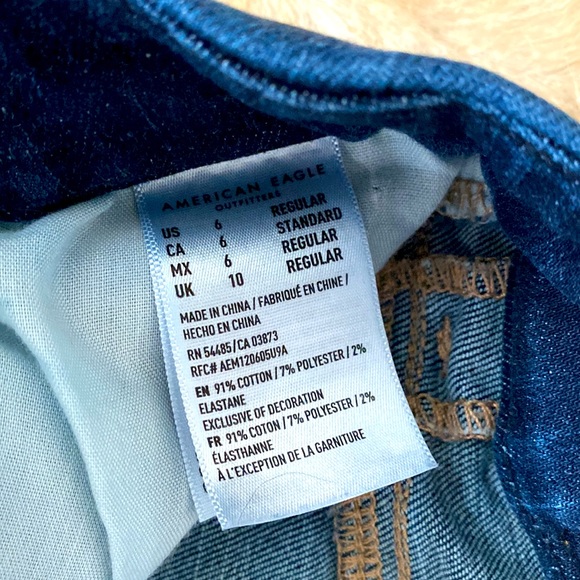 AMERICAN EAGLE
OUTFITTERS
US 6 REGULAR
CA 6 STANDARD
MX 6 REGULAR
UK 10 REGULAR
MADE IN CHINA / FABRIQUÉ EN CHINE /
HECHO EN CHINA
RN 54485/CA 03873
RFC# AEM120605U9A
EN 91% COTTON / 7% POLYESTER / 2%
ELASTANE
EXCLUSIVE OF DECORATION
FR 91% COTON / 7% POLYESTER / 2%
ÉLASTHANNE
À L'EXCEPTION DE LA GARNITURE